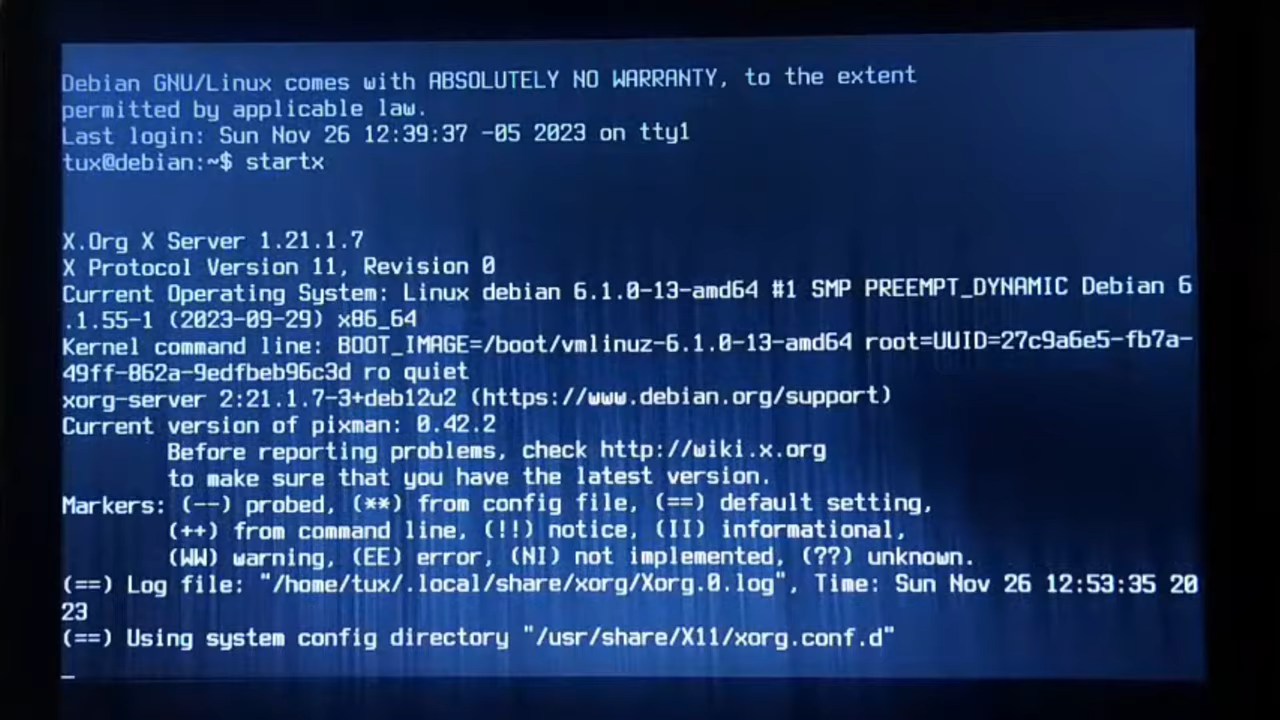 Debian GNU/Linux comes with ABSOLUTELY NO WARRANTY, to the extent
permitted by applicable law.
Last login: Sun Nov 26 12:39:37 -05 2023 on tty1
tux@debian:~$ startx
X.Org X Server 1.21.1.7
X Protocol Version 11, Revision 0
Current Operating System: Linux debian 6.1.0-13-amd64 #1 SMP PREEMPT_DYNAMIC Debian 6
.1.55-1 (2023-09-29) x86_64
Kernel command line: BOOT_IMAGE=/boot/vmlinuz-6.1.0-13-amd64 root=UUID=27c9a6e5-fb7a-
49ff-862a-9edfbeb96c3d ro quiet
xorg-server 2:21.1.7-3+deb12u2 (https://www.debian.org/support)
Current version of pixman: 0.42.2
Before reporting problems, check http://wiki.x.org
to make sure that you have the latest version.
Markers: (--) probed, (**) from config file, (==) default setting,
(++) from command line, (!!) notice, (II) informational,
(WW) warning, (EE) error, (NI) not implemented, (??) unknown.
(==) Log file: "/home/tux/.local/share/xorg/Xorg.0.log", Time: Sun Nov 26 12:53:35 20
23
(==) Using system config directory "/usr/share/X11/xorg.conf.d"
_